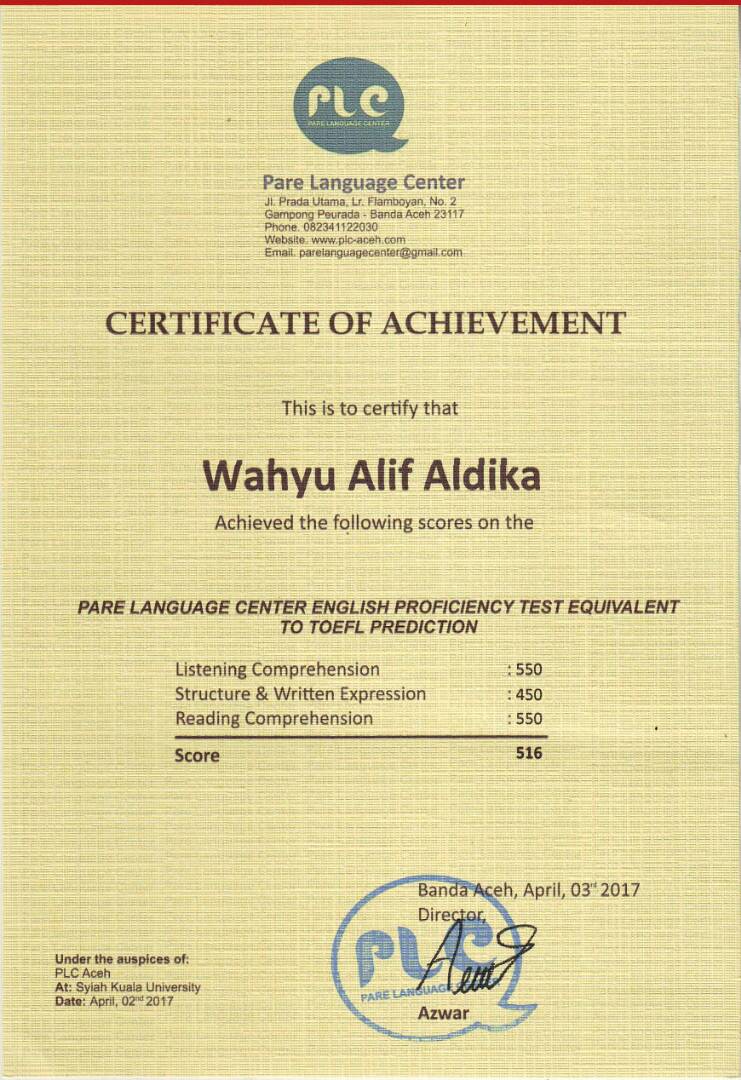 PLC
PARE LANGUAGE CENTER
Pare Language Center
Jl. Prada Utama, Lr. Flamboyan, No. 2
Gampong Peurada - Banda Aceh 23117
Phone. 082341122030
Website. www.plc-aceh.com
Email. parelanguagecenter@gmail.com
CERTIFICATE OF ACHIEVEMENT
This is to certify that
Wahyu Alif Aldika
Achieved the following scores on the
PARE LANGUAGE CENTER ENGLISH PROFICIENCY TEST EQUIVALENT
TO TOEFL PREDICTION
Listening Comprehension : 550
Structure & Written Expression : 450
Reading Comprehension : 550
Score 516
Banda Aceh, April, 03rd 2017
Director,
PLC
PARE LANGUAGE
Azwar
Under the auspices of:
PLC Aceh
At: Syiah Kuala University
Date: April, 02nd 2017